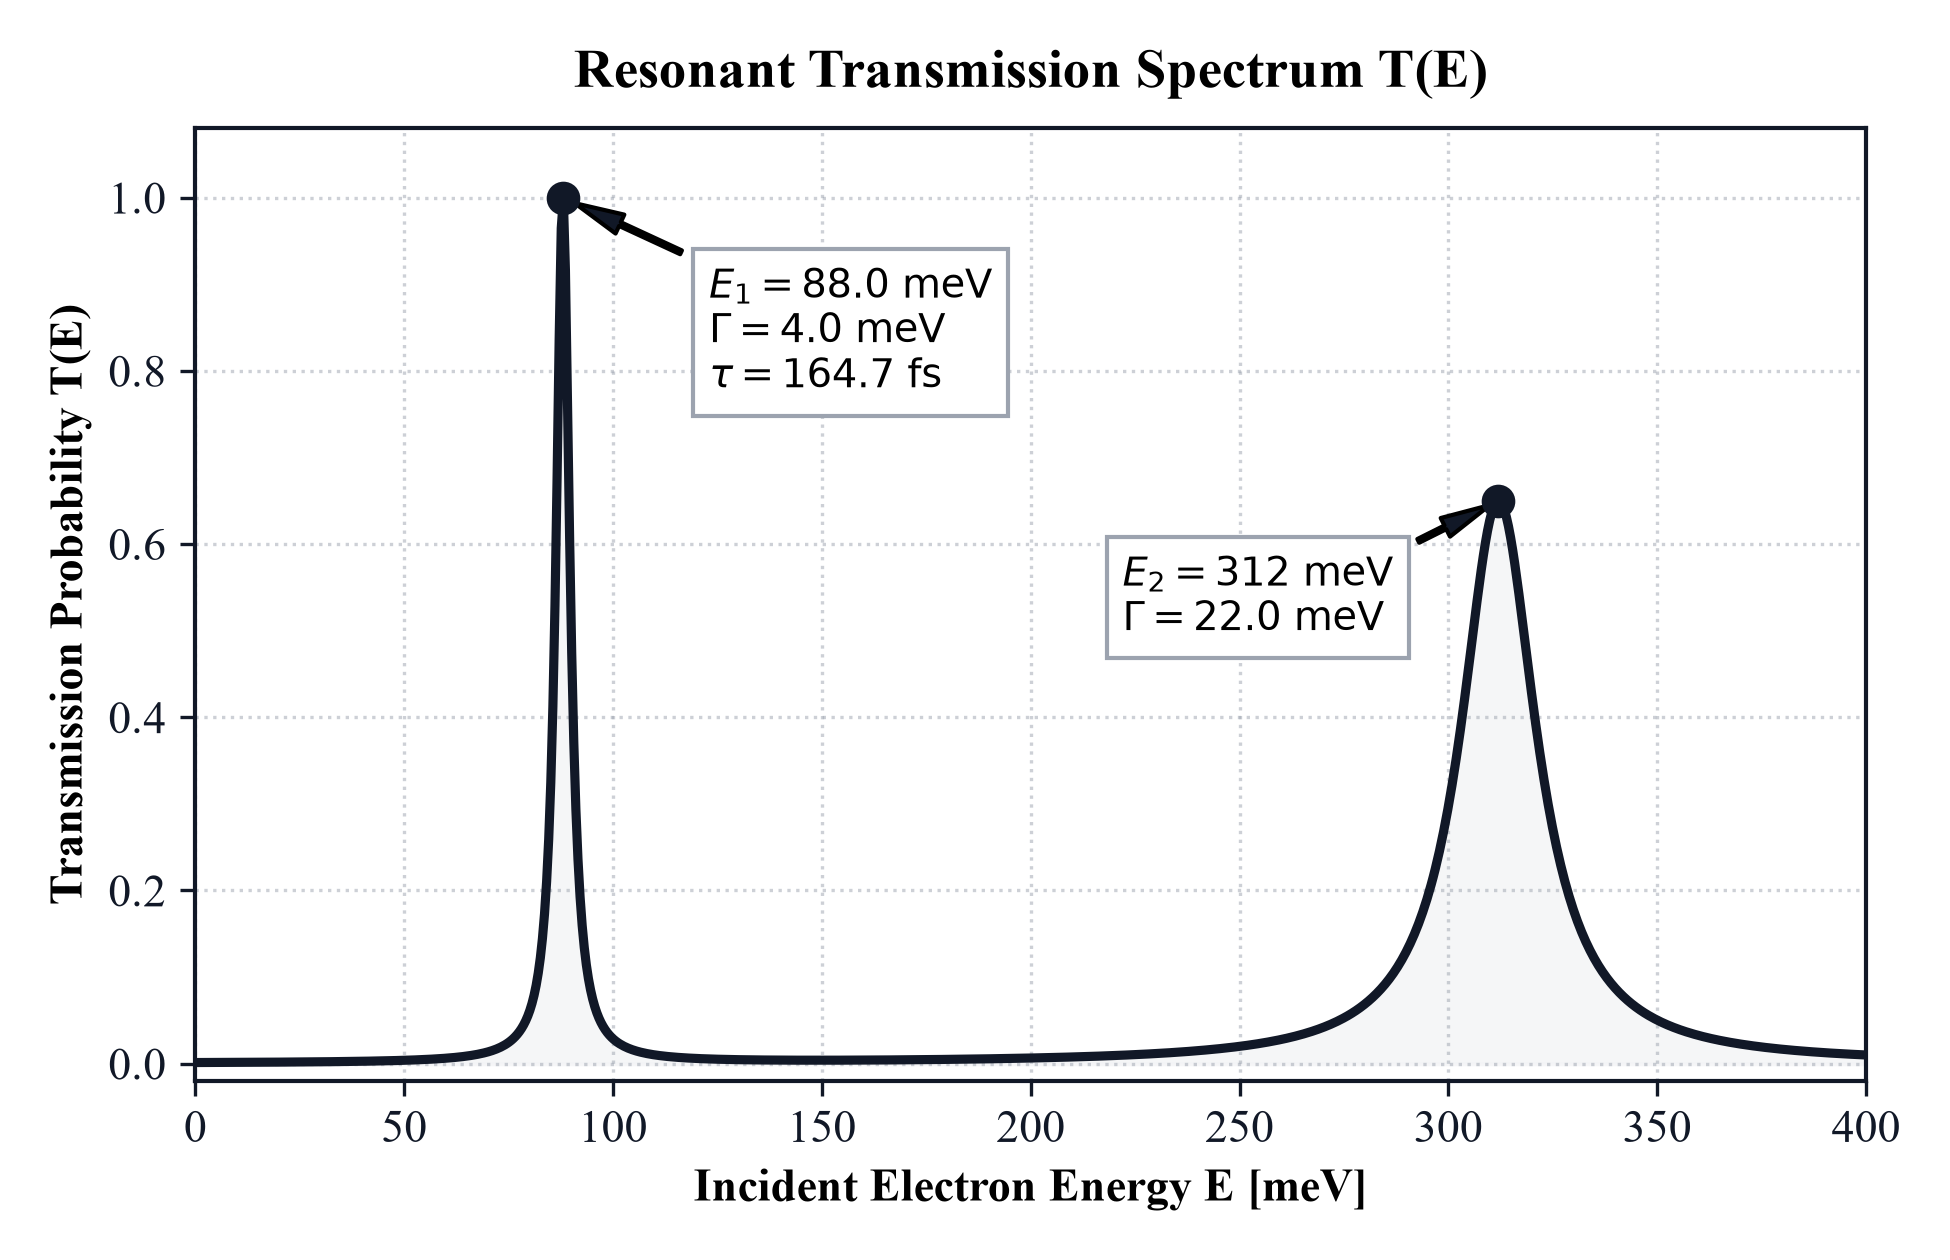 Resonant Transmission Spectrum T(E)
Transmission Probability T(E)
1.0
0.8
0.6
0.4
0.2
0.0
E₁ = 88.0 meV
Γ = 4.0 meV
τ = 164.7 fs
E₂ = 312 meV
Γ = 22.0 meV
0 50 100 150 200 250 300 350 400
Incident Electron Energy E [meV]